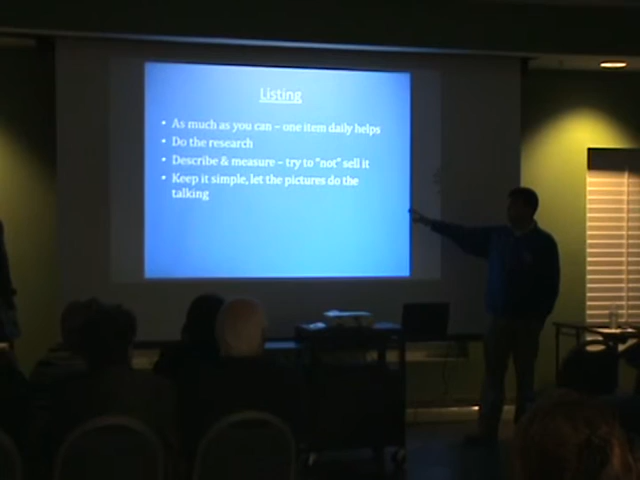 Listing
• As much as you can – one item daily helps
• Do the research
• Describe & measure – try to "not" sell it
• Keep it simple, let the pictures do the
talking